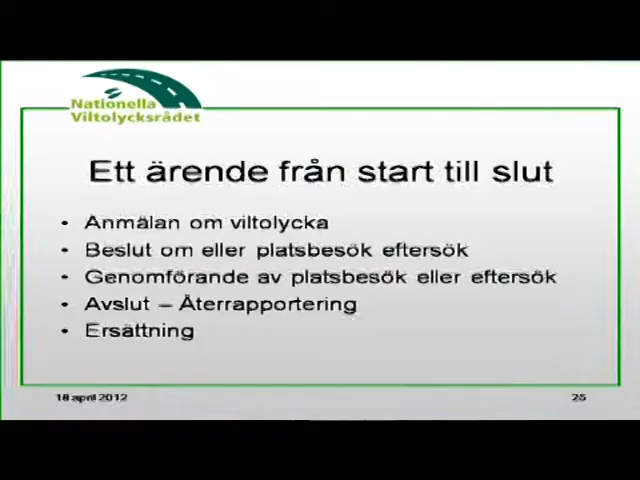 Nationella
Viltolycksrådet
Ett ärende från start till slut
• Anmälan om viltolycka
• Beslut om eller platsbesök eftersök
• Genomförande av platsbesök eller eftersök
• Avslut – Återrapportering
• Ersättning
18 april 2012
25